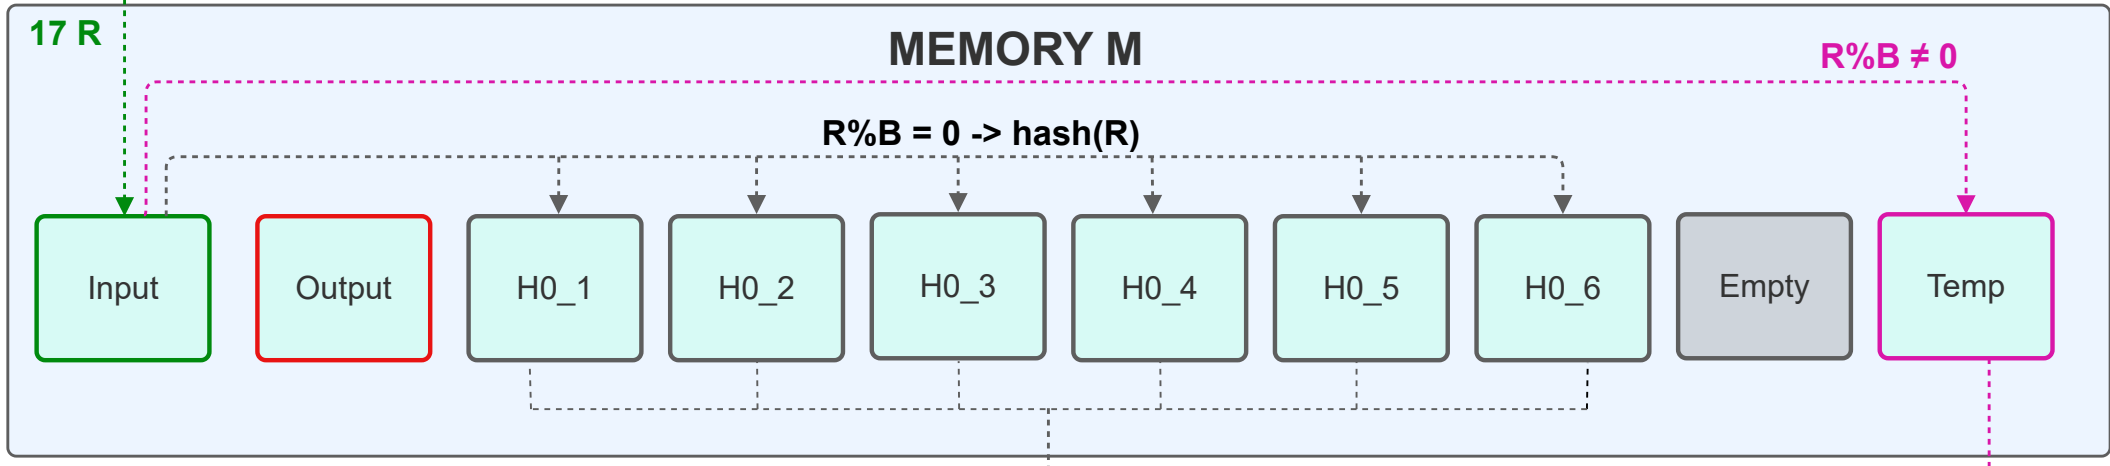 17 R
MEMORY M
R%B ≠ 0
R%B = 0 -> hash(R)
Input
Output
H0_1
H0_2
H0_3
H0_4
H0_5
H0_6
Empty
Temp